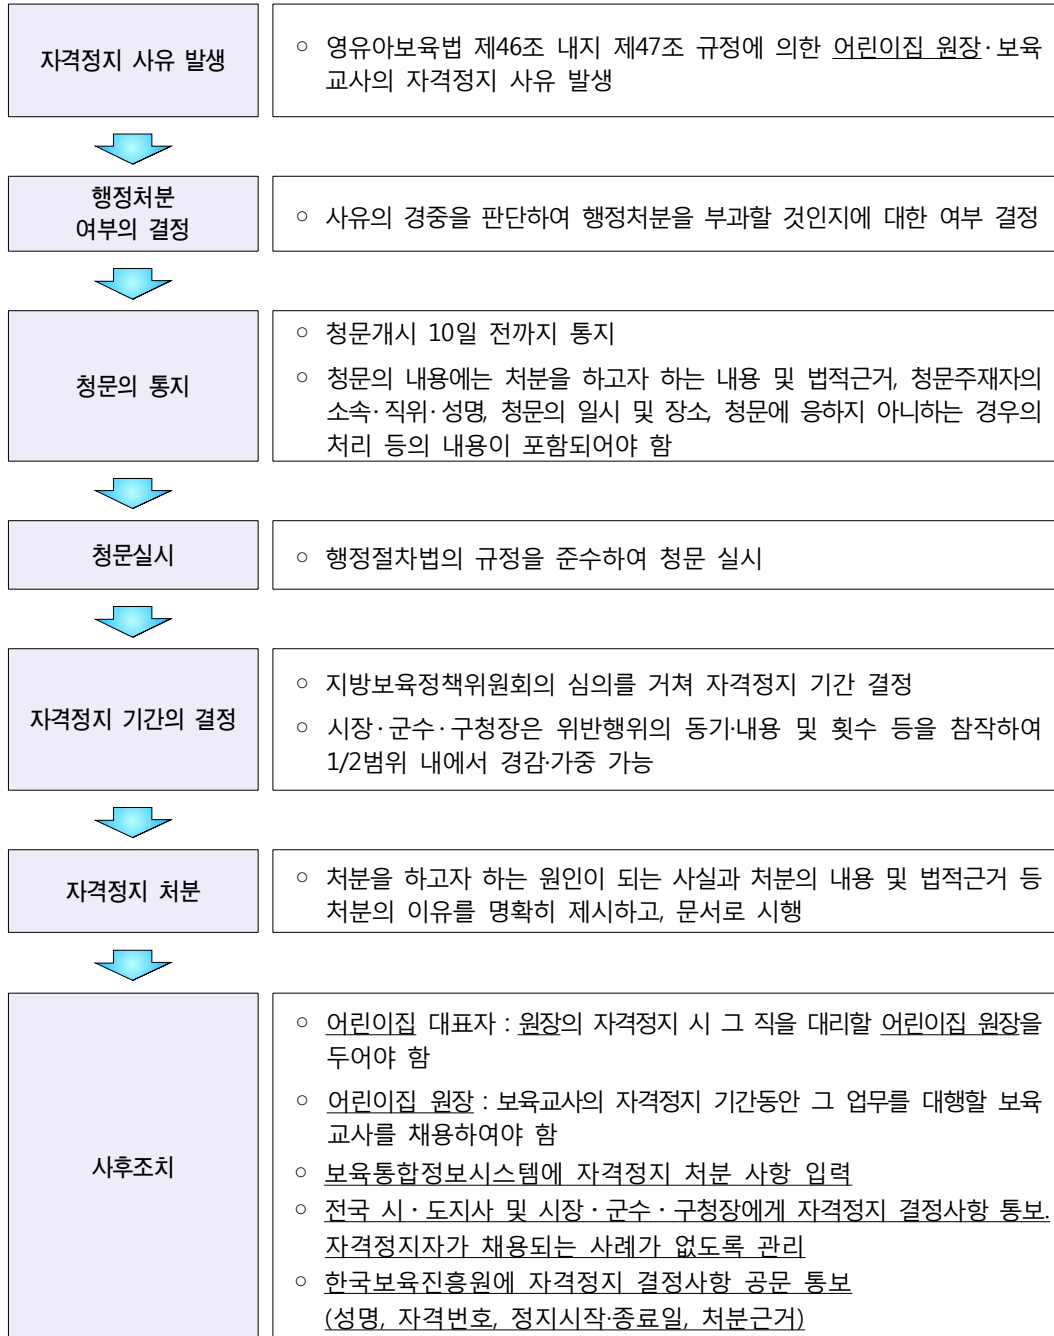 자격정지 사유 발생
○ 영유아보육법 제46조 내지 제47조 규정에 의한 어린이집 원장·보육
교사의 자격정지 사유 발생
행정처분
여부의 결정
○ 사유의 경중을 판단하여 행정처분을 부과할 것인지에 대한 여부 결정
청문의 통지
○ 청문개시 10일 전까지 통지
○ 청문의 내용에는 처분을 하고자 하는 내용 및 법적근거, 청문주재자의
소속·직위·성명, 청문의 일시 및 장소, 청문에 응하지 아니하는 경우의
처리 등의 내용이 포함되어야 함
청문실시
○ 행정절차법의 규정을 준수하여 청문 실시
자격정지 기간의 결정
○ 지방보육정책위원회의 심의를 거쳐 자격정지 기간 결정
○ 시장·군수·구청장은 위반행위의 동기·내용 및 횟수 등을 참작하여
1/2범위 내에서 경감·가중 가능
자격정지 처분
○ 처분을 하고자 하는 원인이 되는 사실과 처분의 내용 및 법적근거 등
처분의 이유를 명확히 제시하고, 문서로 시행
사후조치
○ 어린이집 대표자 : 원장의 자격정지 시 그 직을 대리할 어린이집 원장을
두어야 함
○ 어린이집 원장 : 보육교사의 자격정지 기간동안 그 업무를 대행할 보육
교사를 채용하여야 함
○ 보육통합정보시스템에 자격정지 처분 사항 입력
○ 전국 시·도지사 및 시장·군수·구청장에게 자격정지 결정사항 통보.
자격정지자가 채용되는 사례가 없도록 관리
○ 한국보육진흥원에 자격정지 결정사항 공문 통보
(성명, 자격번호, 정지시작·종료일, 처분근거)